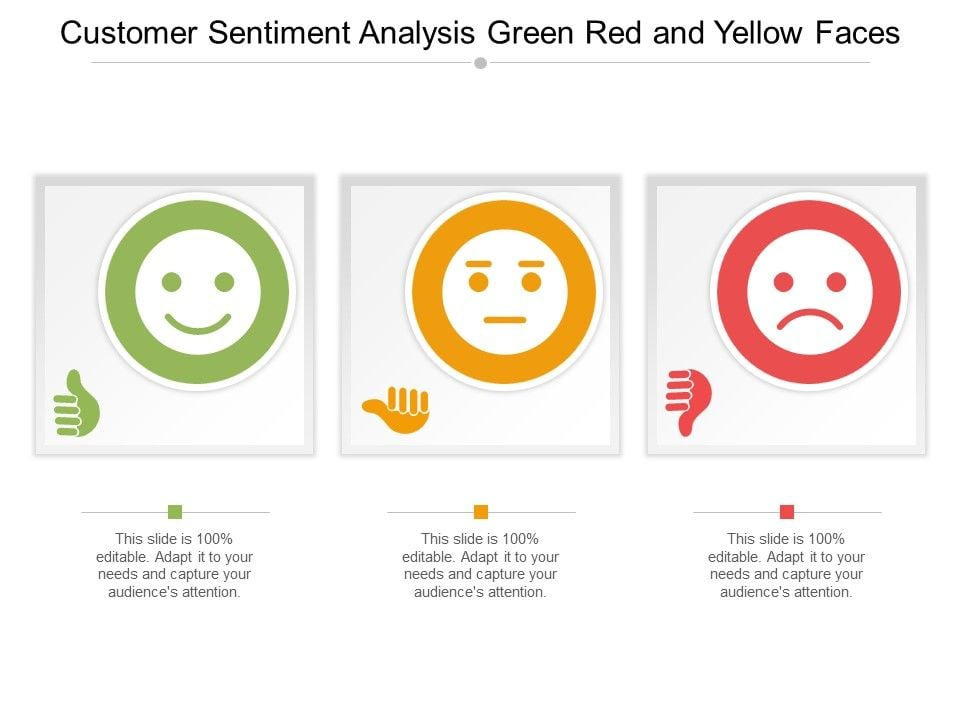 Customer Sentiment Analysis Green Red and Yellow Faces
This slide is 100%
editable. Adapt it to your
needs and capture your
audience's attention.
This slide is 100%
editable. Adapt it to your
needs and capture your
audience's attention.
This slide is 100%
editable. Adapt it to your
needs and capture your
audience's attention.